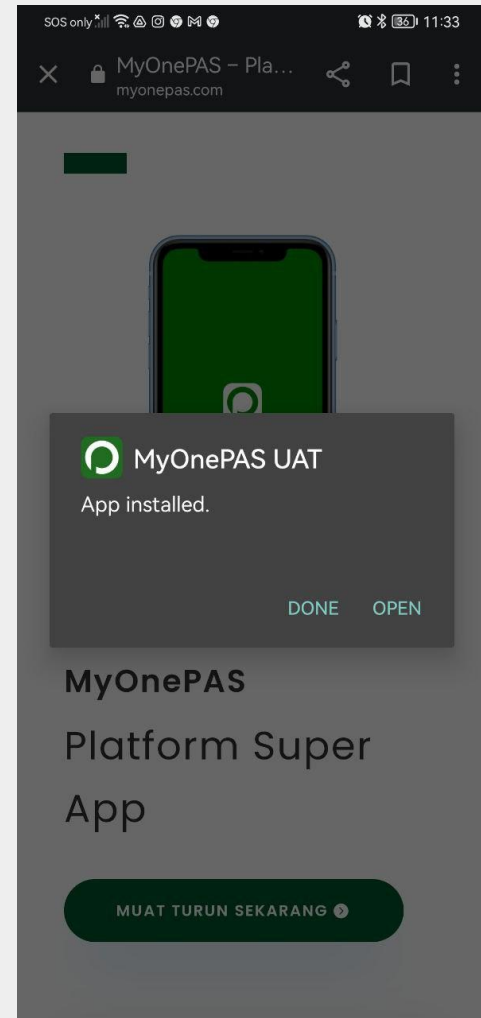 SOS only
36
11:33
MyOnePAS – Pla...
myonepas.com
MyOnePAS UAT
App installed.
DONE OPEN
MyOnePAS
Platform Super
App
MUAT TURUN SEKARANG